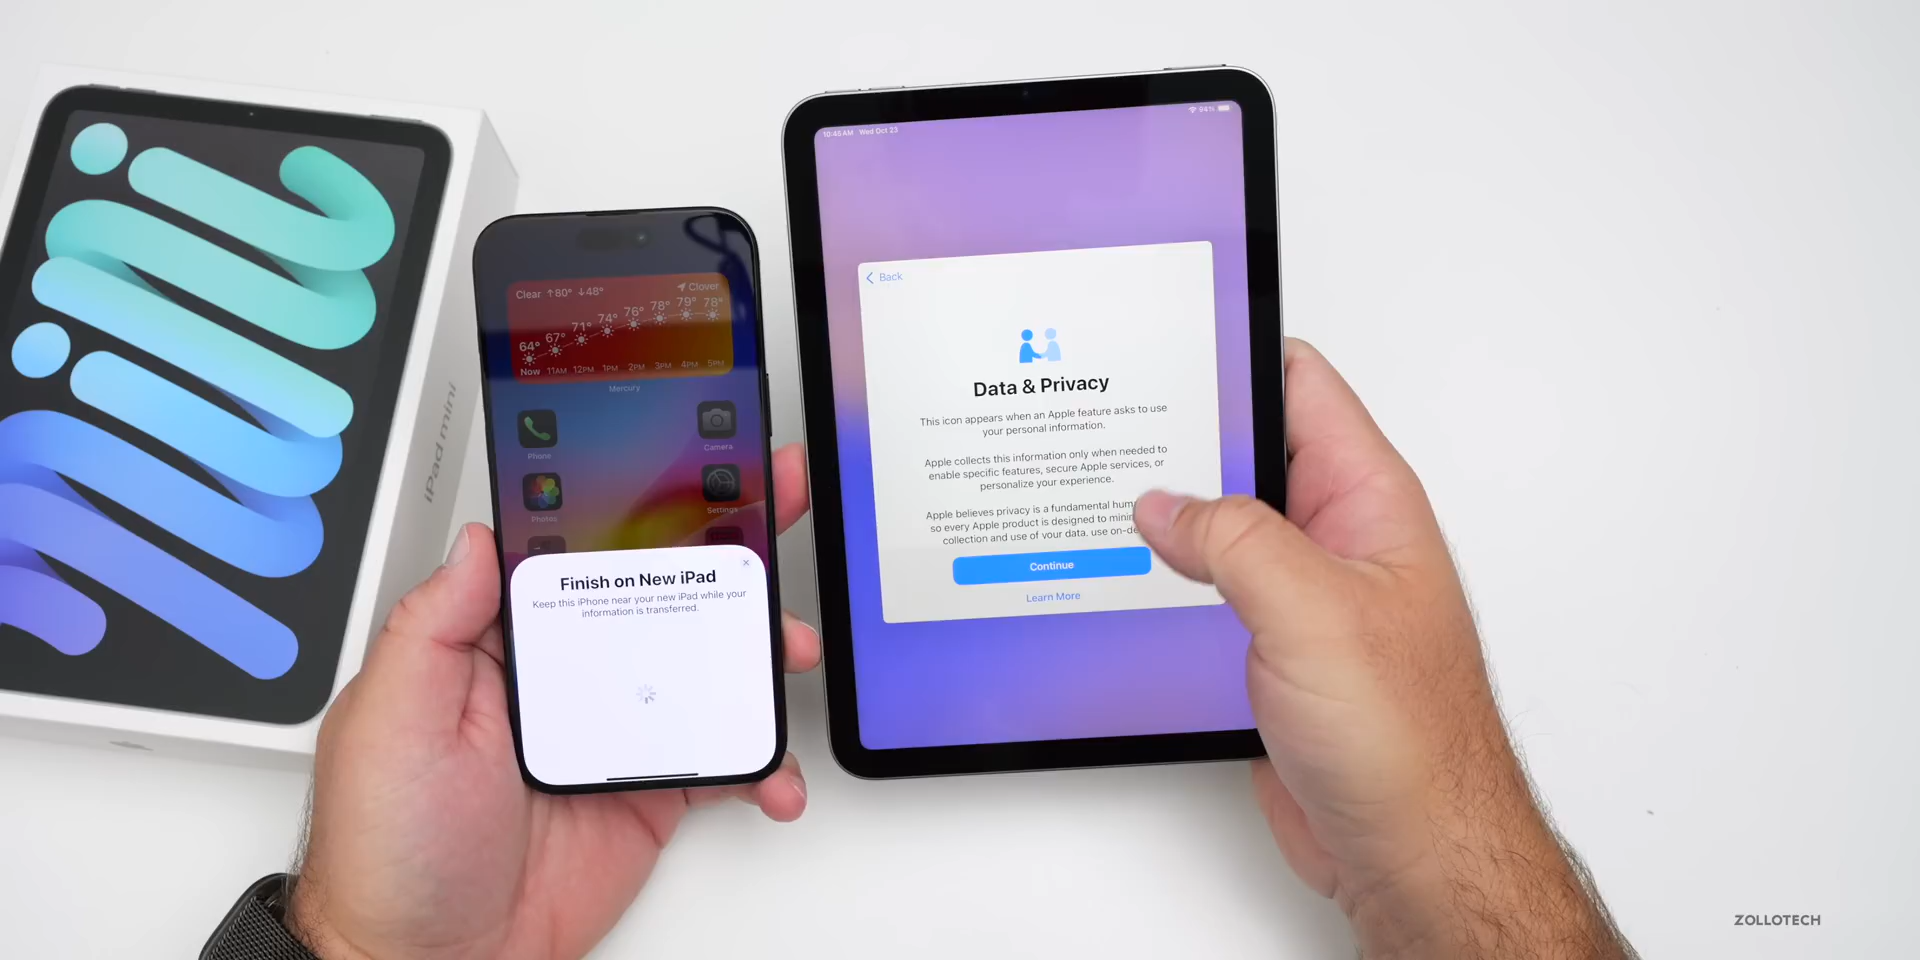 iPad mini
Clear ↑80° ↓48°
Clover
64° 67° 71° 74° 76° 78° 79° 78°
Now 11AM 12PM 1PM 2PM 3PM 4PM 5PM
Mercury
Phone
Camera
Photos
Settings
Finish on New iPad
Keep this iPhone near your new iPad while your
information is transferred.
10:45 AM Wed Oct 23
94%
Back
Data & Privacy
This icon appears when an Apple feature asks to use
your personal information.
Apple collects this information only when needed to
enable specific features, secure Apple services, or
personalize your experience.
Apple believes privacy is a fundamental hum
so every Apple product is designed to minim
collection and use of your data, use on-de
Continue
Learn More
ZOLLOTECH